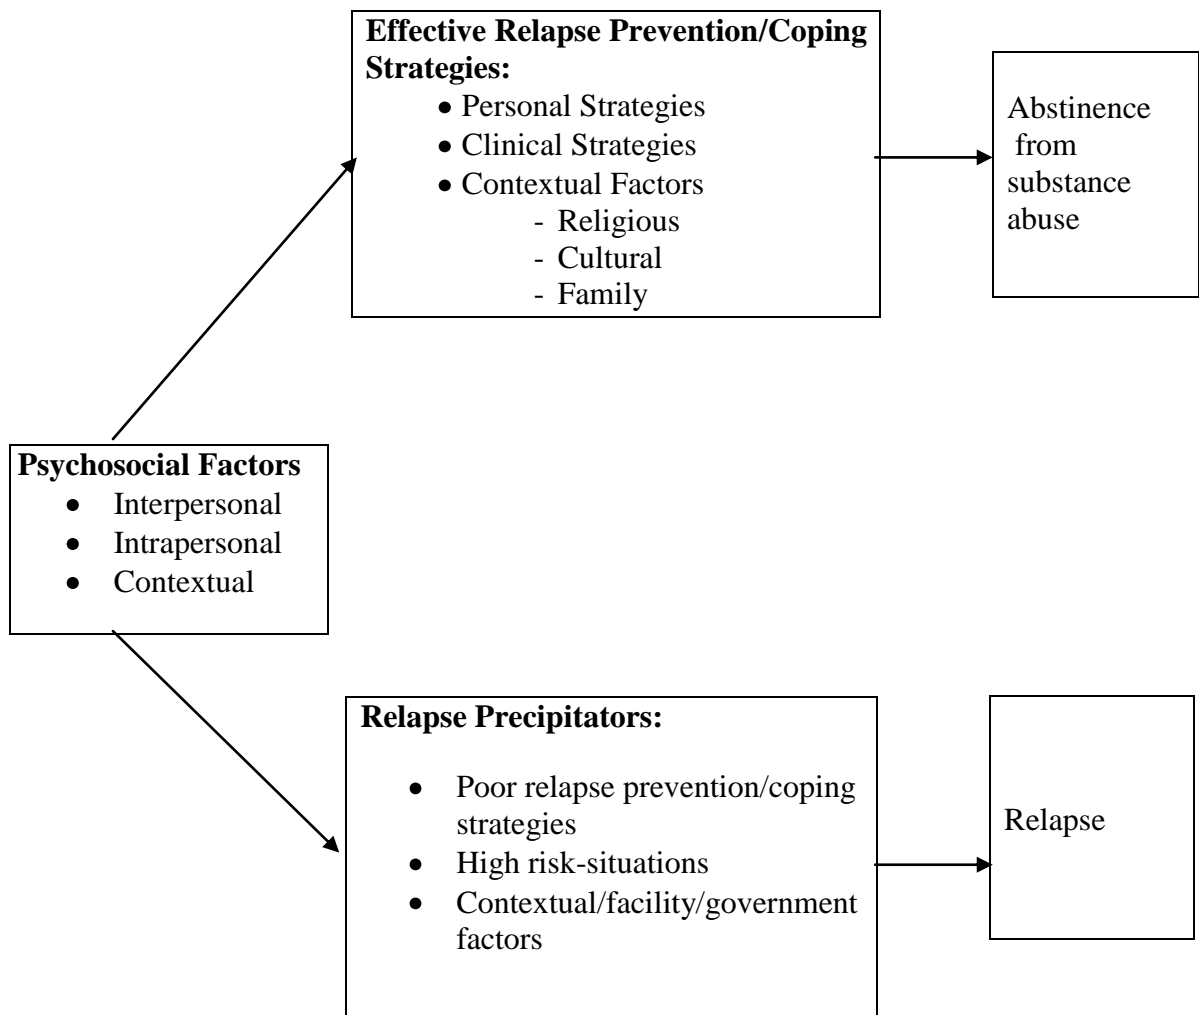 Effective Relapse Prevention/Coping
Strategies:
• Personal Strategies
• Clinical Strategies
• Contextual Factors
- Religious
- Cultural
- Family
Abstinence
from
substance
abuse
Psychosocial Factors
• Interpersonal
• Intrapersonal
• Contextual
Relapse Precipitators:
• Poor relapse prevention/coping
strategies
• High risk-situations
• Contextual/facility/government
factors
Relapse